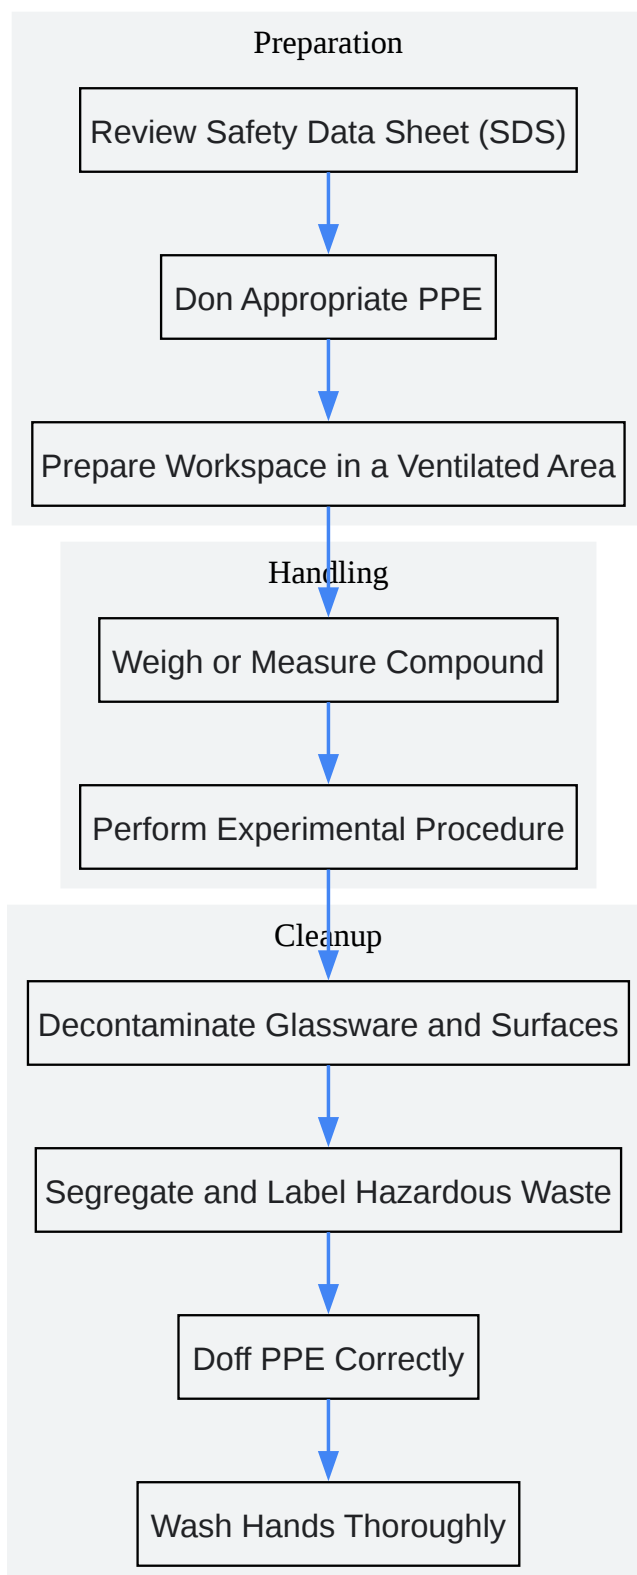 Preparation
Review Safety Data Sheet (SDS)
Don Appropriate PPE
Prepare Workspace in a Ventilated Area
Handling
Weigh or Measure Compound
Perform Experimental Procedure
Cleanup
Decontaminate Glassware and Surfaces
Segregate and Label Hazardous Waste
Doff PPE Correctly
Wash Hands Thoroughly